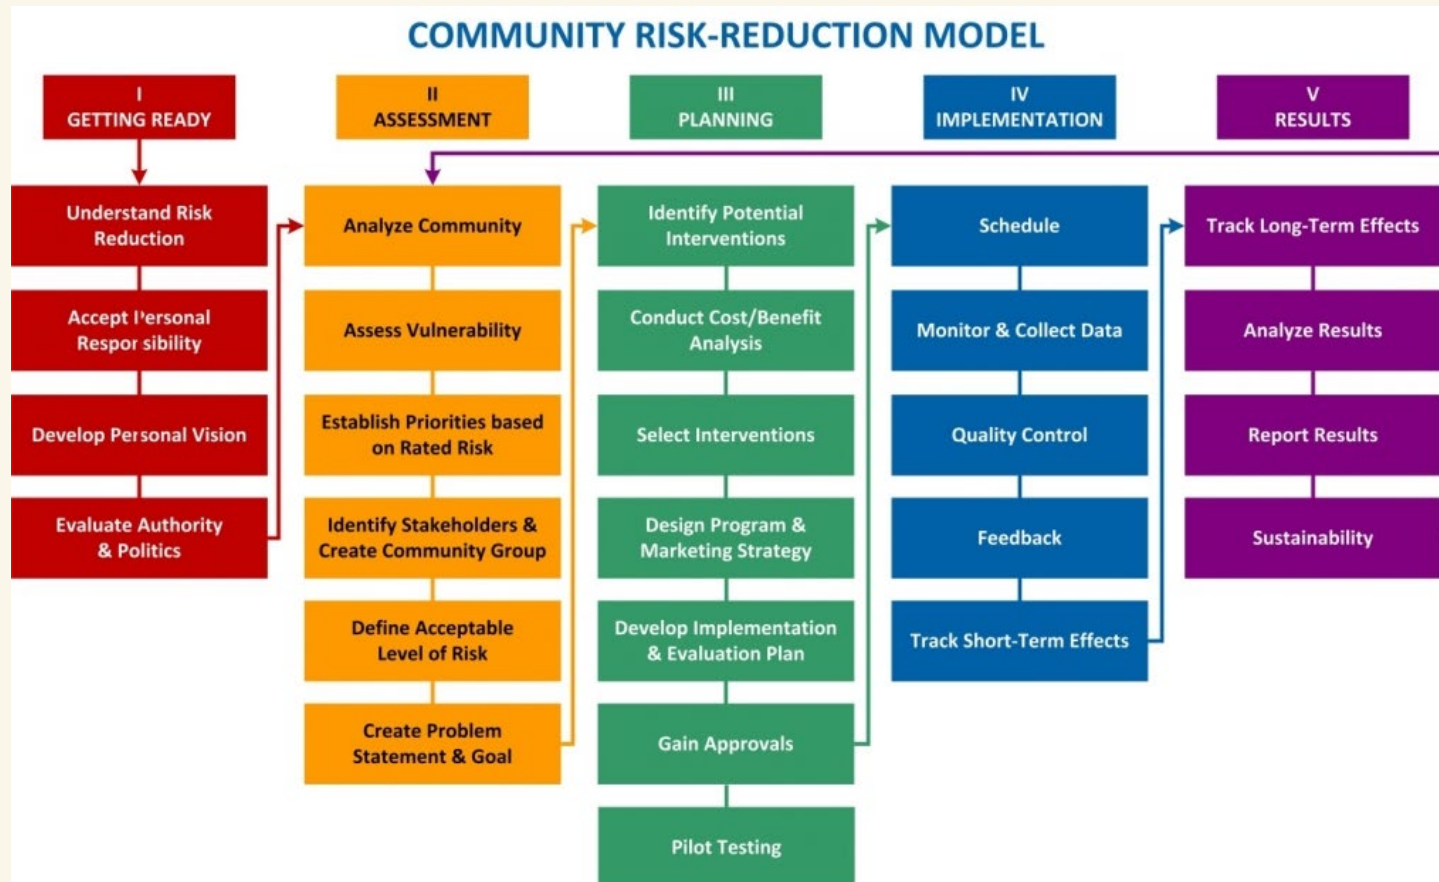 COMMUNITY RISK-REDUCTION MODEL
I
GETTING READY
II
ASSESSMENT
III
PLANNING
IV
IMPLEMENTATION
V
RESULTS
Understand Risk
Reduction
Accept Personal
Responsibility
Develop Personal Vision
Evaluate Authority
& Politics
Analyze Community
Assess Vulnerability
Establish Priorities based
on Rated Risk
Identify Stakeholders &
Create Community Group
Define Acceptable
Level of Risk
Create Problem
Statement & Goal
Identify Potential
Interventions
Conduct Cost/Benefit
Analysis
Select Interventions
Design Program &
Marketing Strategy
Develop Implementation
& Evaluation Plan
Gain Approvals
Pilot Testing
Schedule
Monitor & Collect Data
Quality Control
Feedback
Track Short-Term Effects
Track Long-Term Effects
Analyze Results
Report Results
Sustainability